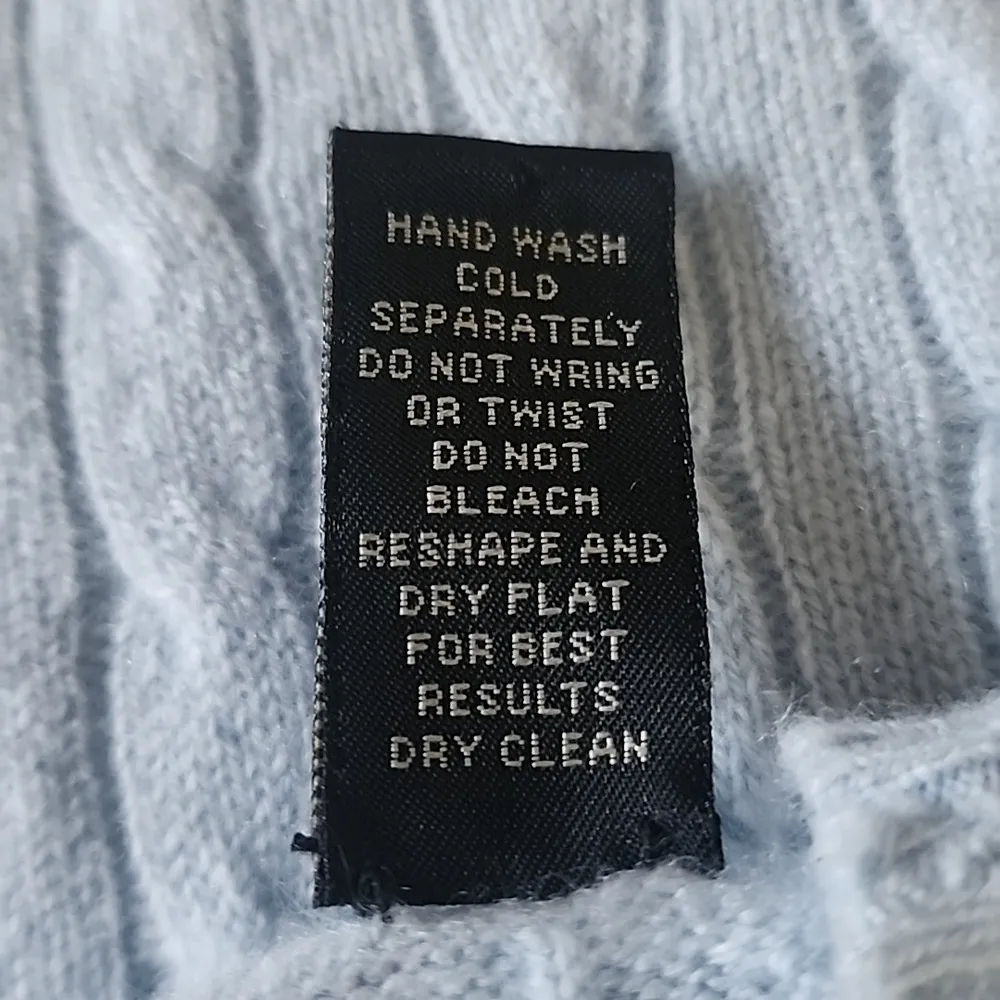 HAND WASH
COLD
SEPARATELY
DO NOT WRING
OR TWIST
DO NOT
BLEACH
RESHAPE AND
DRY FLAT
FOR BEST
RESULTS
DRY CLEAN